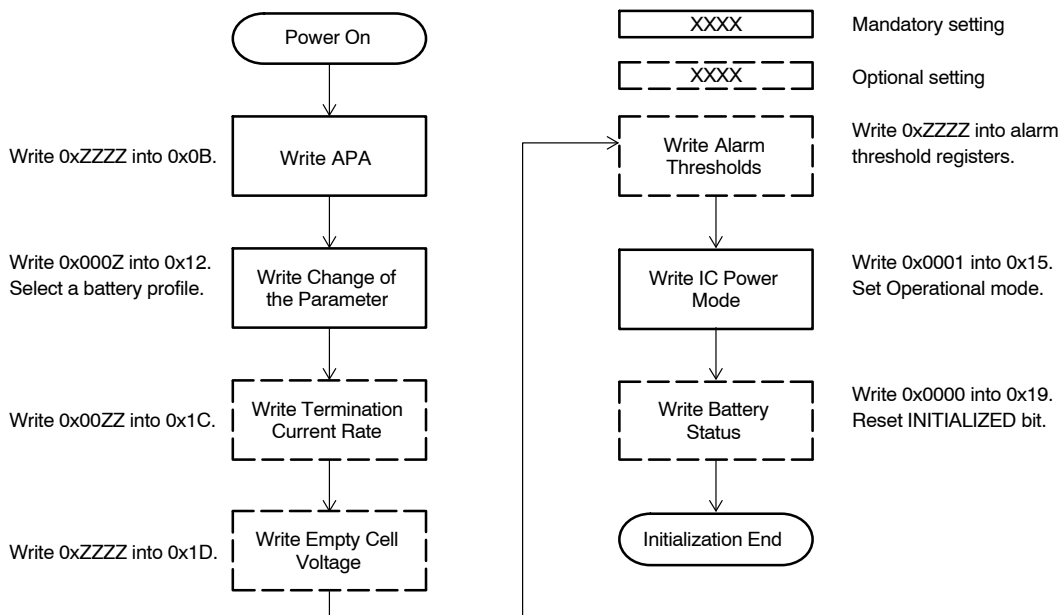 Power On
Write 0xZZZZ into 0x0B.
Write APA
Write 0x000Z into 0x12.
Select a battery profile.
Write Change of
the Parameter
Write 0x00ZZ into 0x1C.
Write Termination
Current Rate
Write 0xZZZZ into 0x1D.
Write Empty Cell
Voltage
XXXX
Mandatory setting
XXXX
Optional setting
Write Alarm
Thresholds
Write 0xZZZZ into alarm
threshold registers.
Write IC Power
Mode
Write 0x0001 into 0x15.
Set Operational mode.
Write Battery
Status
Write 0x0000 into 0x19.
Reset INITIALIZED bit.
Initialization End